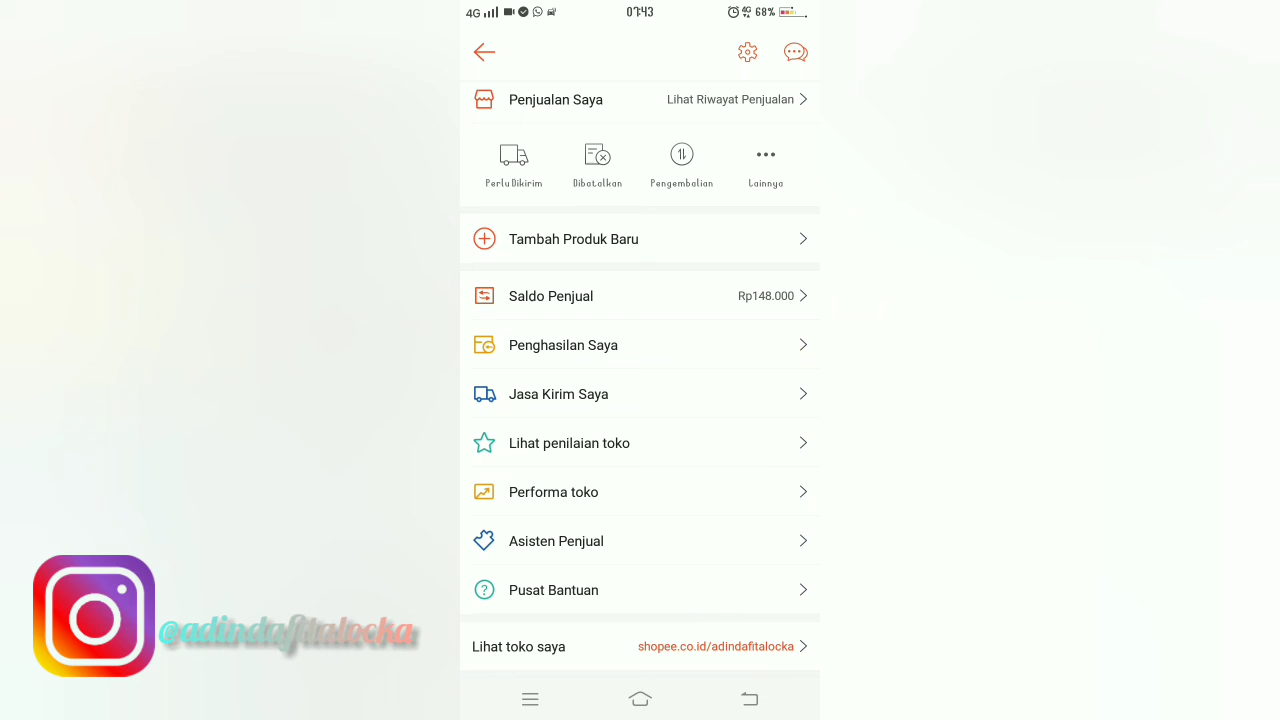 4G 07:43 4G 68%
Penjualan Saya Lihat Riwayat Penjualan
Perlu Dikirim Dibatalkan Pengembalian Lainnya
Tambah Produk Baru
Saldo Penjual Rp148.000
Penghasilan Saya
Jasa Kirim Saya
Lihat penilaian toko
Performa toko
Asisten Penjual
Pusat Bantuan
@adindafitalocka
Lihat toko saya shopee.co.id/adindafitalocka